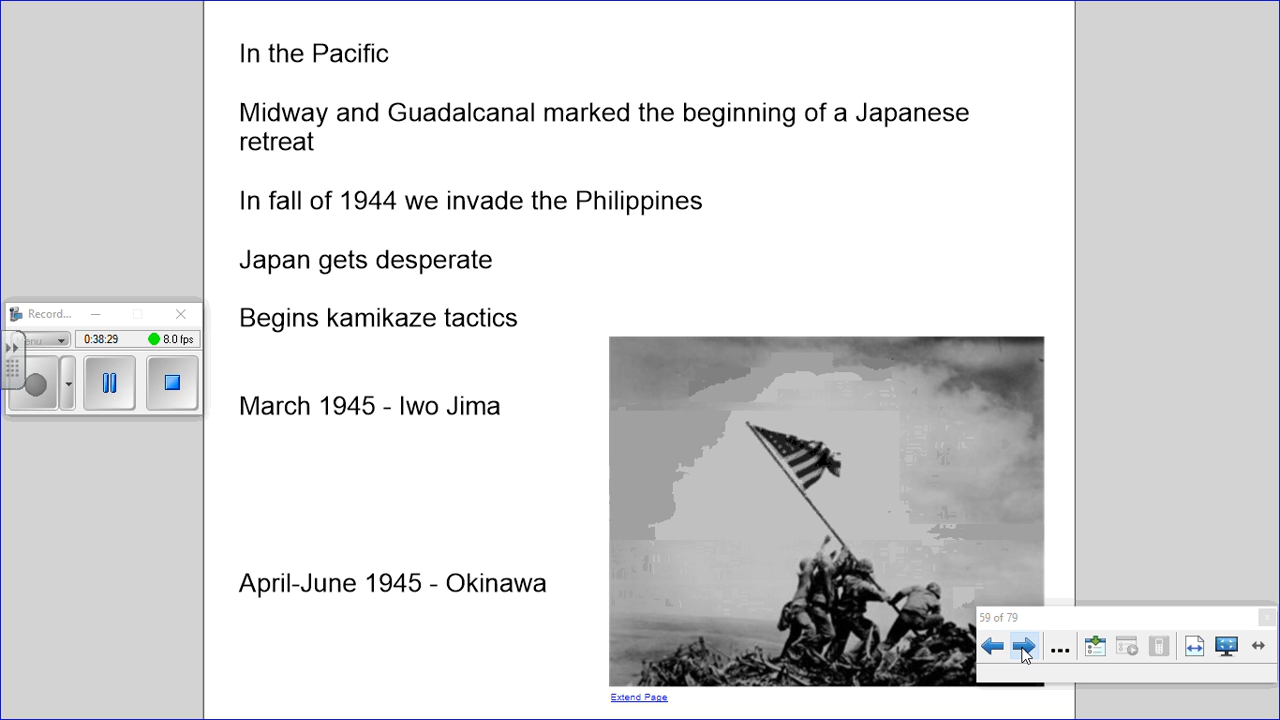 In the Pacific
Midway and Guadalcanal marked the beginning of a Japanese
retreat
In fall of 1944 we invade the Philippines
Japan gets desperate
Begins kamikaze tactics
Record...
enu
0:38:29
8.0 fps
March 1945 - Iwo Jima
April-June 1945 - Okinawa
59 of 79
Extend Page